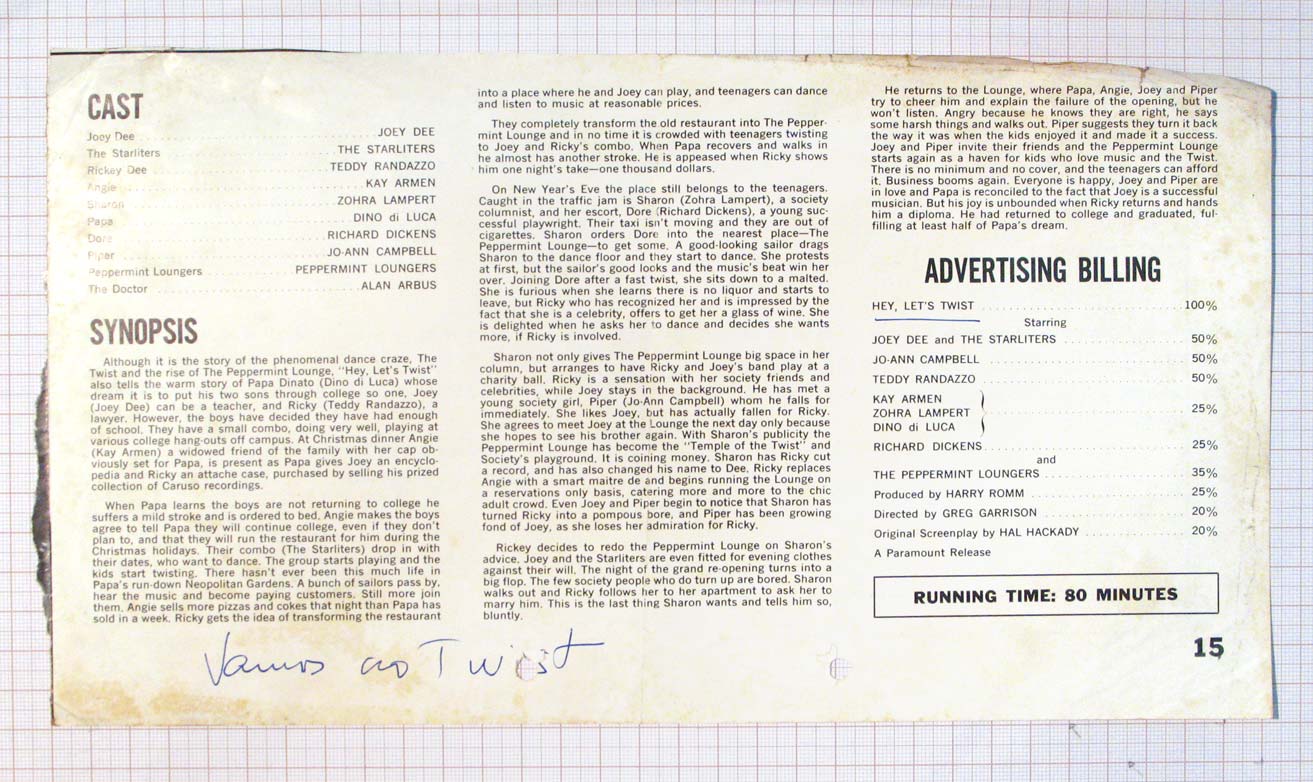 CAST
Joey Dee . . . . . JOEY DEE
The Starliters . . . . . THE STARLITERS
Rickey Dee . . . . . TEDDY RANDAZZO
Angie . . . . . KAY ARMEN
Sharon . . . . . ZOHRA LAMPERT
Papa . . . . . DINO di LUCA
Dore . . . . . RICHARD DICKENS
Piper . . . . . JO-ANN CAMPBELL
Peppermint Loungers . . . . . PEPPERMINT LOUNGERS
The Doctor . . . . . ALAN ARBUS
SYNOPSIS
Although it is the story of the phenomenal dance craze, The
Twist and the rise of The Peppermint Lounge, "Hey, Let's Twist"
also tells the warm story of Papa Dinato (Dino di Luca) whose
dream it is to put his two sons through college so one, Joey
(Joey Dee) can be a teacher, and Ricky (Teddy Randazzo), a
lawyer. However, the boys have decided they have had enough
of school. They have a small combo, doing very well, playing at
various college hang-outs off campus. At Christmas dinner Angie
(Kay Armen) a widowed friend of the family with her cap ob-
viously set for Papa, is present as Papa gives Joey an encyclo-
pedia and Ricky an attache case, purchased by selling his prized
collection of Caruso recordings.
When Papa learns the boys are not returning to college he
suffers a mild stroke and is ordered to bed. Angie makes the boys
agree to tell Papa they will continue college, even if they don't
plan to, and that they will run the restaurant for him during the
Christmas holidays. Their combo (The Starliters) drop in with
their dates, who want to dance. The group starts playing and the
kids start twisting. There hasn't ever been this much life in
Papa's run-down Neopolitan Gardens. A bunch of sailors pass by,
hear the music and become paying customers. Still more join
them. Angie sells more pizzas and cokes that night than Papa has
sold in a week. Ricky gets the idea of transforming the restaurant
into a place where he and Joey can play, and teenagers can dance
and listen to music at reasonable prices.
They completely transform the old restaurant into The Pepper-
mint Lounge and in no time it is crowded with teenagers twisting
to Joey and Ricky's combo. When Papa recovers and walks in
he almost has another stroke. He is appeased when Ricky shows
him one night's take—one thousand dollars.
On New Year's Eve the place still belongs to the teenagers.
Caught in the traffic jam is Sharon (Zohra Lampert), a society
columnist, and her escort, Dore (Richard Dickens), a young suc-
cessful playwright. Their taxi isn't moving and they are out of
cigarettes. Sharon orders Dore into the nearest place—The
Peppermint Lounge—to get some. A good-looking sailor drags
Sharon to the dance floor and they start to dance. She protests
at first, but the sailor's good looks and the music's beat win her
over. Joining Dore after a fast twist, she sits down to a malted.
She is furious when she learns there is no liquor and starts to
leave, but Ricky who has recognized her and is impressed by the
fact that she is a celebrity, offers to get her a glass of wine. She
is delighted when he asks her to dance and decides she wants
more, if Ricky is involved.
Sharon not only gives The Peppermint Lounge big space in her
column, but arranges to have Ricky and Joey's band play at a
charity ball. Ricky is a sensation with her society friends and
celebrities, while Joey stays in the background. He has met a
young society girl, Piper (Jo-Ann Campbell) whom he falls for
immediately. She likes Joey, but has actually fallen for Ricky.
She agrees to meet Joey at the Lounge the next day only because
she hopes to see his brother again. With Sharon's publicity the
Peppermint Lounge has become the "Temple of the Twist" and
Society's playground. It is coining money. Sharon has Ricky cut
a record, and has also changed his name to Dee. Ricky replaces
Angie with a smart maitre de and begins running the Lounge on
a reservations only basis, catering more and more to the chic
adult crowd. Even Joey and Piper begin to notice that Sharon has
turned Ricky into a pompous bore, and Piper has been growing
fond of Joey, as she loses her admiration for Ricky.
Rickey decides to redo the Peppermint Lounge on Sharon's
advice. Joey and the Starliters are even fitted for evening clothes
against their will. The night of the grand re-opening turns into a
big flop. The few society people who do turn up are bored. Sharon
walks out and Ricky follows her to her apartment to ask her to
marry him. This is the last thing Sharon wants and tells him so,
bluntly.
He returns to the Lounge, where Papa, Angie, Joey and Piper
try to cheer him and explain the failure of the opening, but he
won't listen. Angry because he knows they are right, he says
some harsh things and walks out. Piper suggests they turn it back
the way it was when the kids enjoyed it and made it a success.
Joey and Piper invite their friends and the Peppermint Lounge
starts again as a haven for kids who love music and the Twist.
There is no minimum and no cover, and the teenagers can afford
it. Business booms again. Everyone is happy, Joey and Piper are
in love and Papa is reconciled to the fact that Joey is a successful
musician. But his joy is unbounded when Ricky returns and hands
him a diploma. He had returned to college and graduated, ful-
filling at least half of Papa's dream.
ADVERTISING BILLING
HEY, LET'S TWIST . . . . . 100%
Starring
JOEY DEE and THE STARLITERS . . . . . 50%
JO-ANN CAMPBELL . . . . . 50%
TEDDY RANDAZZO . . . . . 50%
KAY ARMEN
ZOHRA LAMPERT . . . . . 25%
DINO di LUCA
RICHARD DICKENS . . . . . 25%
and
THE PEPPERMINT LOUNGERS . . . . . 35%
Produced by HARRY ROMM . . . . . 25%
Directed by GREG GARRISON . . . . . 20%
Original Screenplay by HAL HACKADY . . . . . 20%
A Paramount Release
RUNNING TIME: 80 MINUTES
15
Vamos ao Twist